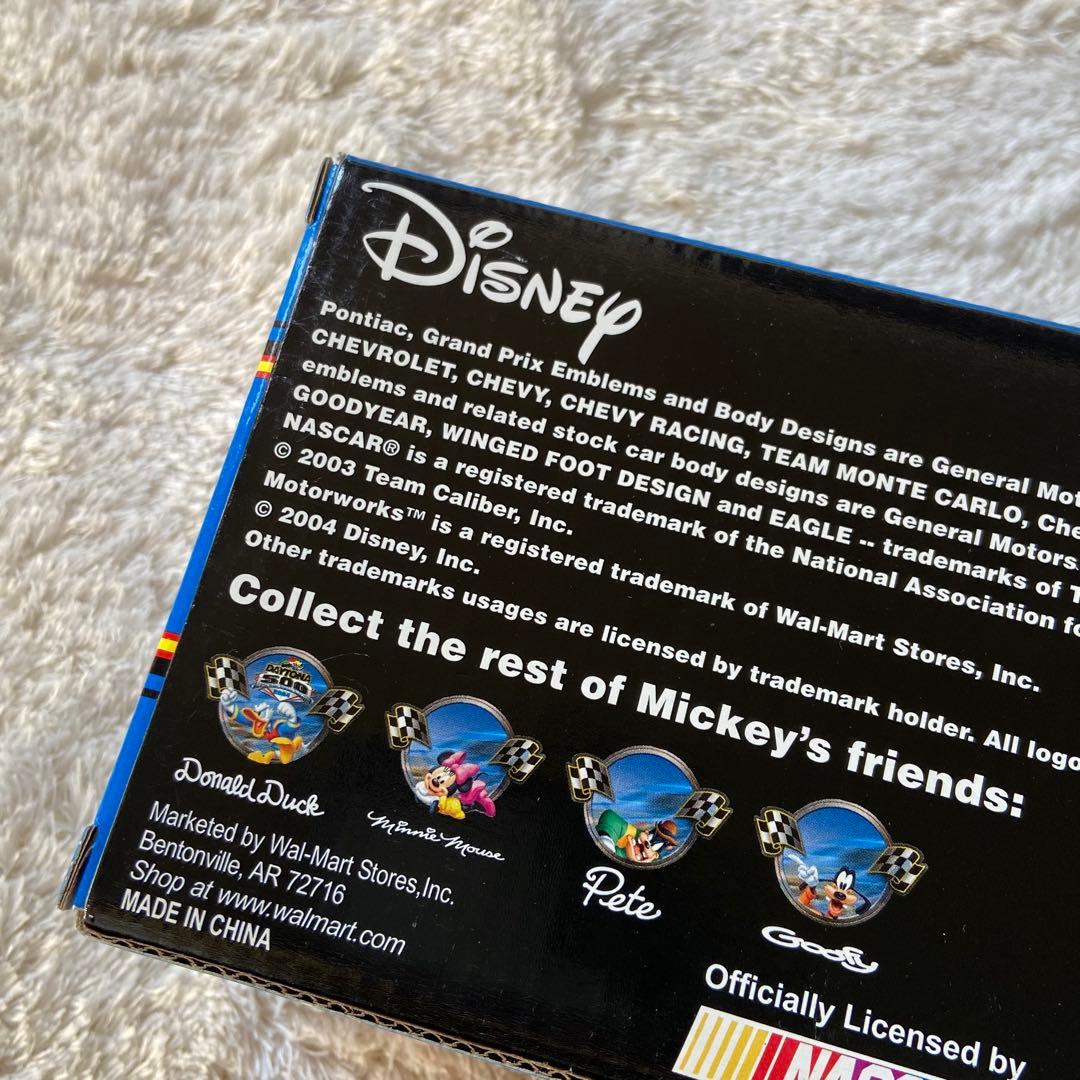 Disney
Pontiac, Grand Prix Emblems and Body Designs are General
CHEVROLET, CHEVY, CHEVY RACING, TEAM MONTE CARLO,
emblems and related stock car body designs are General Motors
GOODYEAR, WINGED FOOT DESIGN and EAGLE -- trademarks of
NASCAR® is a registered trademark of the National Association
© 2003 Team Caliber, Inc.
Motorworks™ is a registered trademark of Wal-Mart Stores, Inc.
© 2004 Disney, Inc.
Other trademarks usages are licensed by trademark holder. All
Collect the rest of Mickey's friends:
DAYTONA
500
Donald Duck
Minnie Mouse
Pete
Goofy
Marketed by Wal-Mart Stores,Inc.
Bentonville, AR 72716
Shop at www.walmart.com
MADE IN CHINA
Officially Licensed by